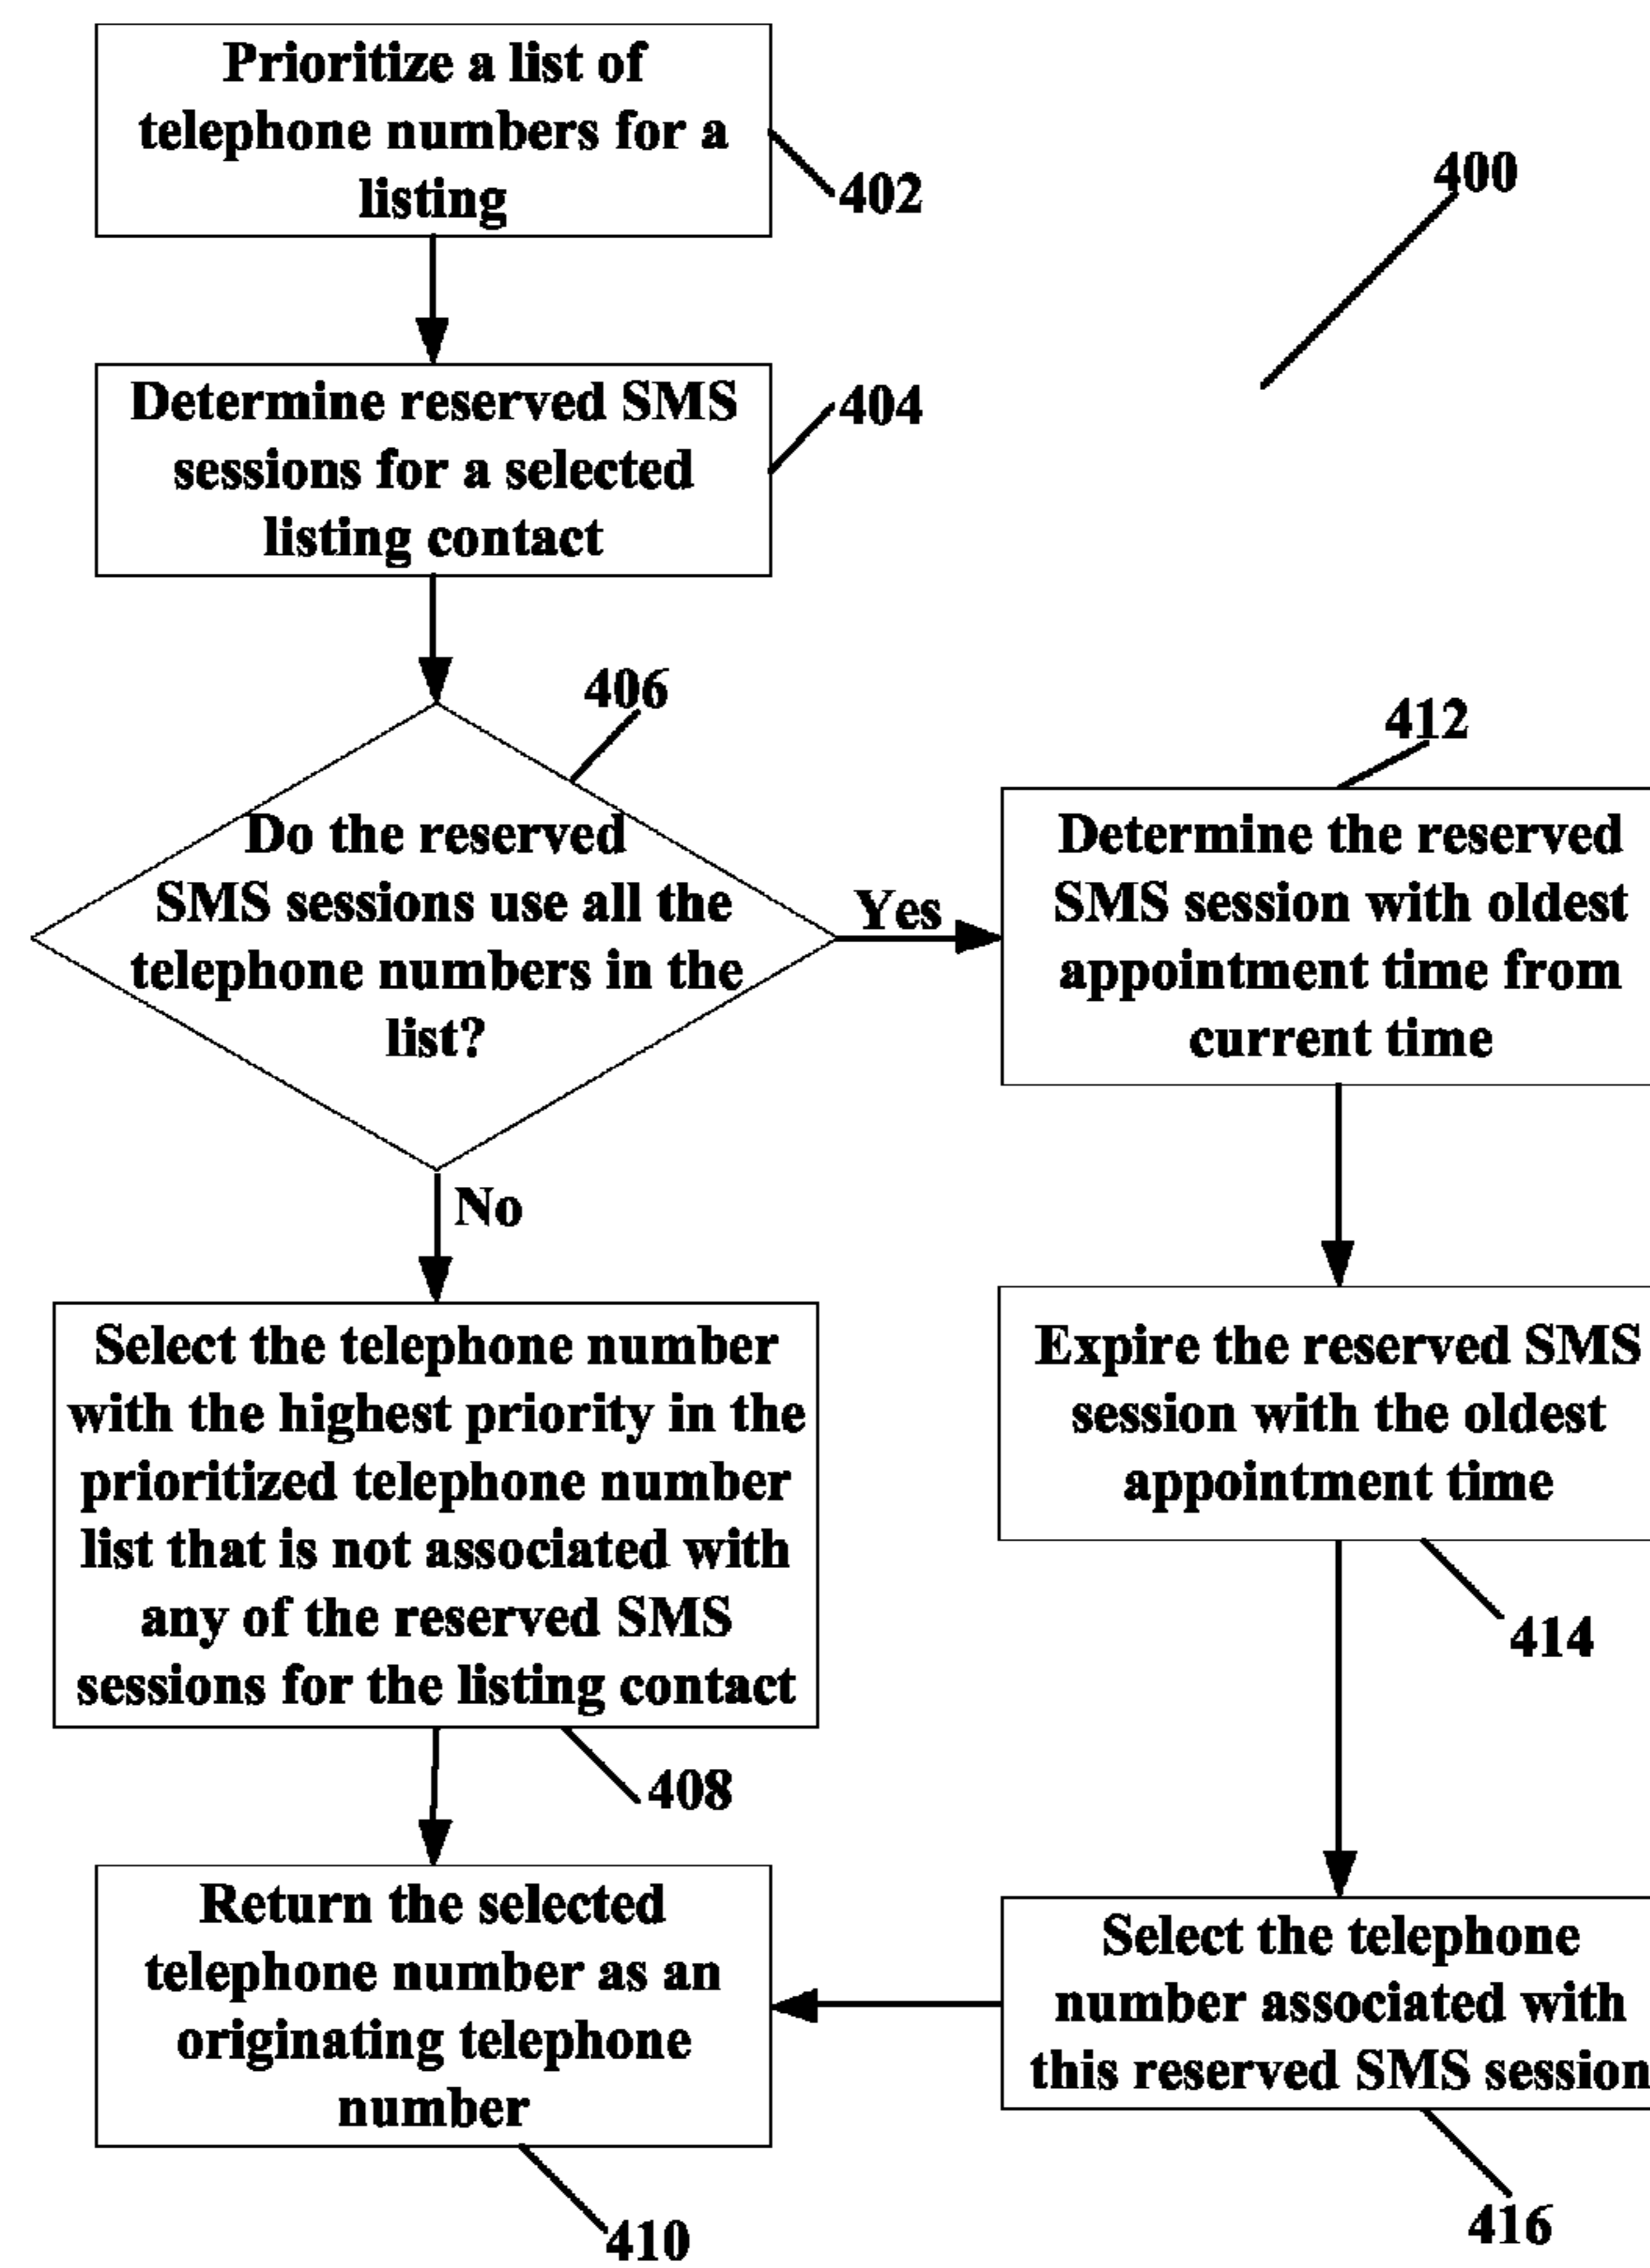 Prioritize a list of
telephone numbers for a
listing
402
400
Determine reserved SMS
sessions for a selected
listing contact
404
406
Do the reserved
SMS sessions use all the
telephone numbers in the
list?
Yes
412
Determine the reserved
SMS session with oldest
appointment time from
current time
No
Select the telephone number
with the highest priority in the
prioritized telephone number
list that is not associated with
any of the reserved SMS
sessions for the listing contact
408
Expire the reserved SMS
session with the oldest
appointment time
414
Return the selected
telephone number as an
originating telephone
number
410
Select the telephone
number associated with
this reserved SMS session
416